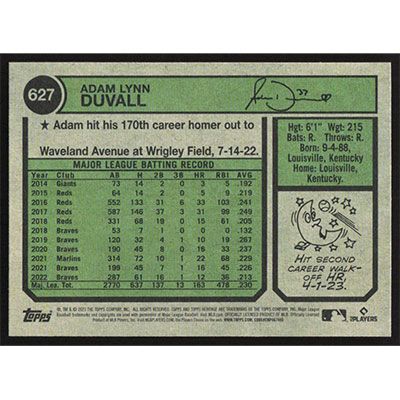 627
ADAM LYNN
DUVALL
★ Adam hit his 170th career homer out to
Waveland Avenue at Wrigley Field, 7-14-22.
Hgt: 6'1" Wgt: 215
Bats: R. Throws: R.
Born: 9-4-88,
Louisville, Kentucky
Home: Louisville,
Kentucky.
MAJOR LEAGUE BATTING RECORD
Year Club AB H 2B 3B HR RBI AVG.
2014 Giants 73 14 2 0 3 5 .192
2015 Reds 64 14 2 0 5 9 .219
2016 Reds 552 133 31 6 33 103 .241
2017 Reds 587 146 37 3 31 99 .249
2018 Reds 331 68 19 0 15 61 .205
2018 Braves 53 7 1 0 0 0 .132
2019 Braves 120 32 4 1 10 19 .267
2020 Braves 190 45 8 0 16 33 .237
2021 Marlins 314 72 10 1 22 68 .229
2021 Braves 199 45 7 1 16 45 .226
2022 Braves 287 61 16 1 12 36 .213
Maj. Lea. Tot. 2770 637 137 13 163 478 .230
HIT SECOND
CAREER WALK-
OFF HR,
4-1-23.
Topps
MLB
PLAYERS